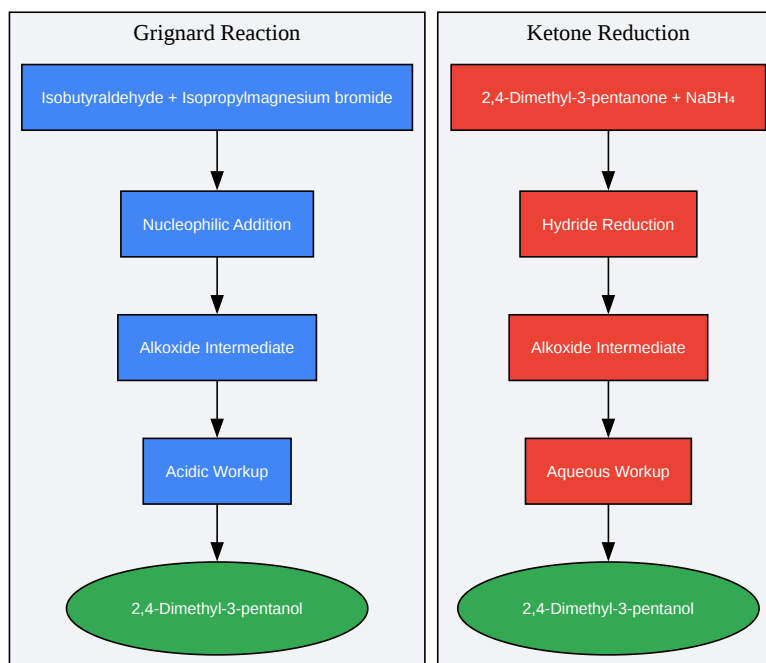 Grignard Reaction
Isobutyraldehyde + Isopropylmagnesium bromide
Nucleophilic Addition
Alkoxide Intermediate
Acidic Workup
2,4-Dimethyl-3-pentanol
Ketone Reduction
2,4-Dimethyl-3-pentanone + NaBH₄
Hydride Reduction
Alkoxide Intermediate
Aqueous Workup
2,4-Dimethyl-3-pentanol